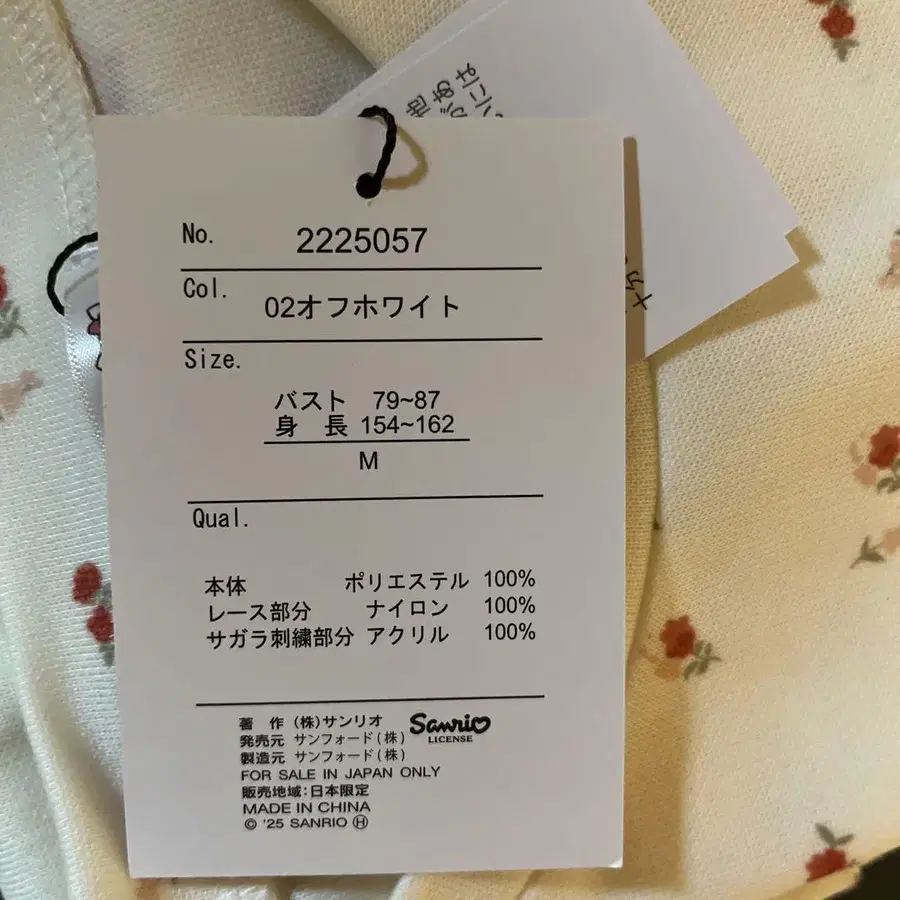 No. 2225057
Col. 02オフホワイト
Size.
バスト 79~87
身 長 154~162
M
Qual.
本体 ポリエステル 100%
レース部分 ナイロン 100%
サガラ刺繍部分 アクリル 100%
著 作 (株)サンリオ
Sanrio
LICENSE
発売元 サンフォード(株)
製造元 サンフォード(株)
FOR SALE IN JAPAN ONLY
販売地域:日本限定
MADE IN CHINA
© '25 SANRIO Ⓗ